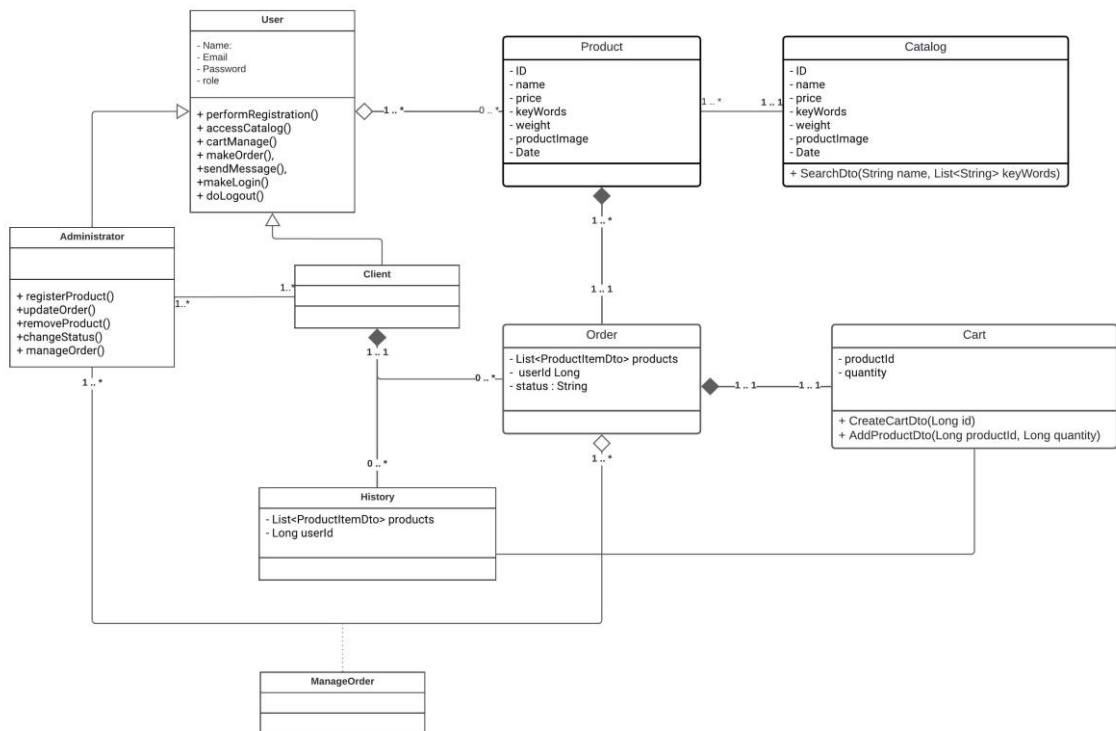 User
- Name:
- Email
- Password
- role
+ performRegistration()
+ accessCatalog()
+ cartManage()
+ makeOrder(),
+sendMessage(),
+makeLogin()
+ doLogout()
1 .. *
0 .. *
Product
- ID
- name
- price
- keyWords
- weight
- productImage
- Date
1 .. *
1 .. 1
Catalog
- ID
- name
- price
- keyWords
- weight
- productImage
- Date
+ SearchDto(String name, List<String> keyWords)
1 .. *
1 .. 1
Administrator
+ registerProduct()
+updateOrder()
+removeProduct()
+changeStatus()
+ manageOrder()
1..*
1..*
1 .. *
Client
1 .. 1
0 .. *
0 .. *
Order
- List<ProductItemDto> products
- userId Long
- status : String
1 .. 1
1 .. 1
1 .. *
Cart
- productId
- quantity
+ CreateCartDto(Long id)
+ AddProductDto(Long productId, Long quantity)
History
- List<ProductItemDto> products
- Long userId
ManageOrder